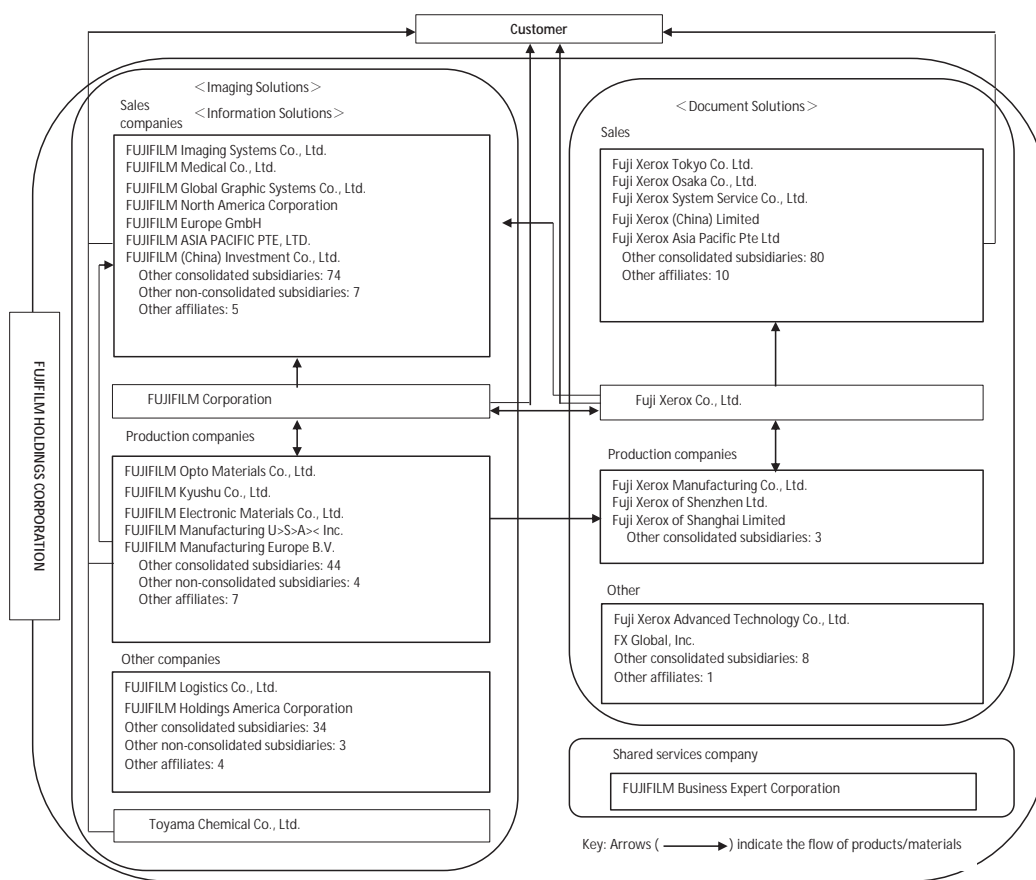 Customer
＜Imaging Solutions＞
Sales
companies
＜Information Solutions＞
FUJIFILM Imaging Systems Co., Ltd.
FUJIFILM Medical Co., Ltd.
FUJIFILM Global Graphic Systems Co., Ltd.
FUJIFILM North America Corporation
FUJIFILM Europe GmbH
FUJIFILM ASIA PACIFIC PTE, LTD.
FUJIFILM (China) Investment Co., Ltd.
Other consolidated subsidiaries: 74
Other non-consolidated subsidiaries: 7
Other affiliates: 5
FUJIFILM Corporation
Production companies
FUJIFILM Opto Materials Co., Ltd.
FUJIFILM Kyushu Co., Ltd.
FUJIFILM Electronic Materials Co., Ltd.
FUJIFILM Manufacturing U>S>A>< Inc.
FUJIFILM Manufacturing Europe B.V.
Other consolidated subsidiaries: 44
Other non-consolidated subsidiaries: 4
Other affiliates: 7
Other companies
FUJIFILM Logistics Co., Ltd.
FUJIFILM Holdings America Corporation
Other consolidated subsidiaries: 34
Other non-consolidated subsidiaries: 3
Other affiliates: 4
Toyama Chemical Co., Ltd.
FUJIFILM HOLDINGS CORPORATION
＜Document Solutions＞
Sales
Fuji Xerox Tokyo Co. Ltd.
Fuji Xerox Osaka Co., Ltd.
Fuji Xerox System Service Co., Ltd.
Fuji Xerox (China) Limited
Fuji Xerox Asia Pacific Pte Ltd
Other consolidated subsidiaries: 80
Other affiliates: 10
Fuji Xerox Co., Ltd.
Production companies
Fuji Xerox Manufacturing Co., Ltd.
Fuji Xerox of Shenzhen Ltd.
Fuji Xerox of Shanghai Limited
Other consolidated subsidiaries: 3
Other
Fuji Xerox Advanced Technology Co., Ltd.
FX Global, Inc.
Other consolidated subsidiaries: 8
Other affiliates: 1
Shared services company
FUJIFILM Business Expert Corporation
Key: Arrows ( ) indicate the flow of products/materials